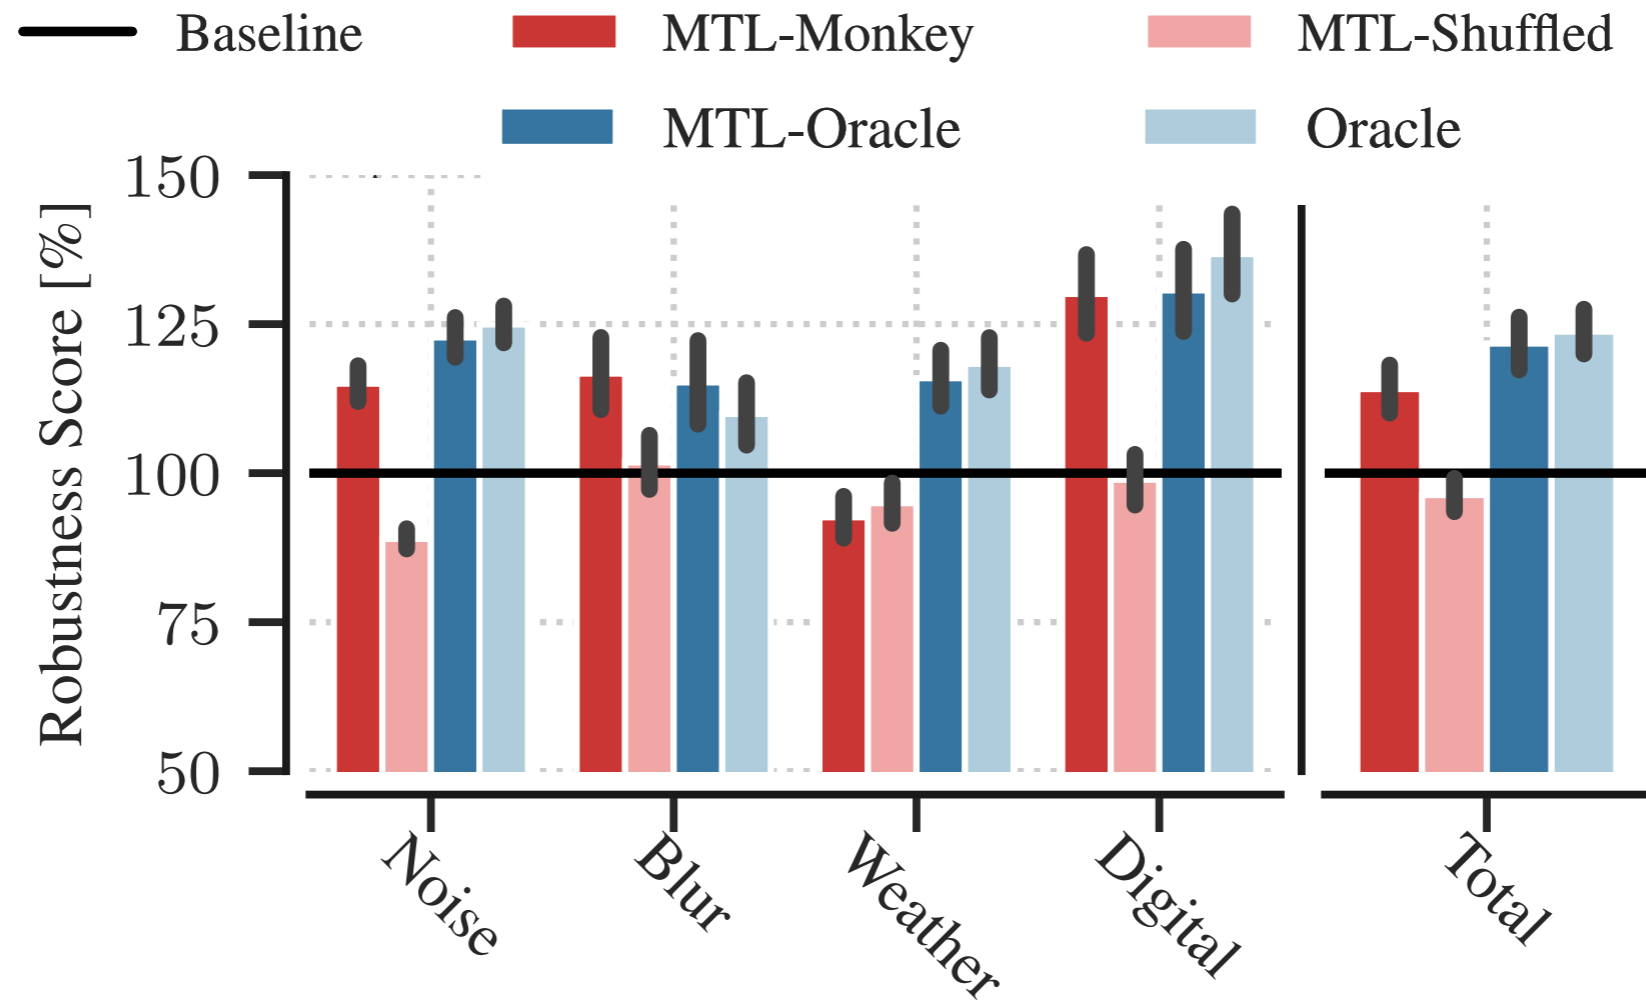 Baseline MTL-Monkey MTL-Shuffled
MTL-Oracle Oracle
150
125
100
75
50
Robustness Score [%]
Noise Blur Weather Digital Total